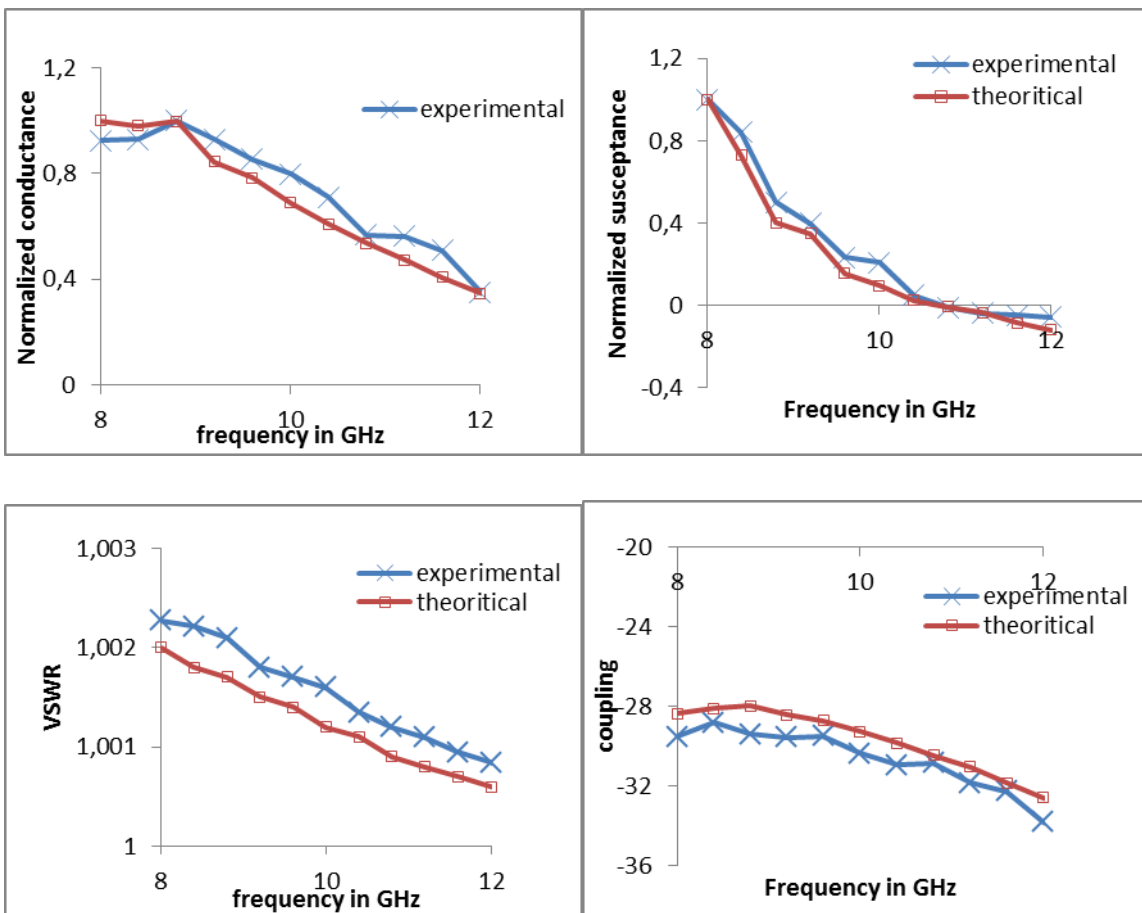 1,2
0,8
0,4
0
8
10
12
Normalized conductance
frequency in GHz
experimental
1,2
0,8
0,4
0
-0,4
8
10
12
Normalized susceptance
Frequency in GHz
experimental
theoritical
1,003
1,002
1,001
1
8
10
12
VSWR
frequency in GHz
experimental
theoritical
-20
-24
-28
-32
-36
8
10
12
coupling
Frequency in GHz
experimental
theoritical